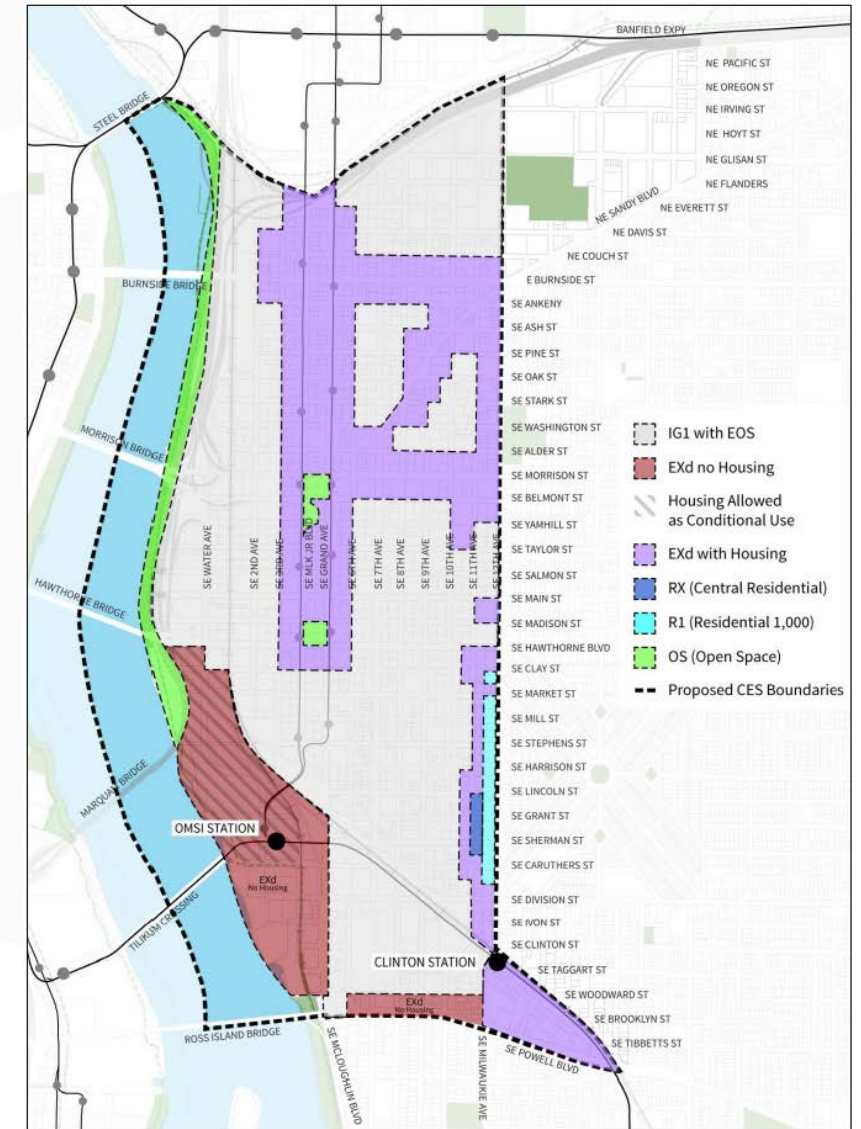 BANFIELD EXPY
NE PACIFIC ST
NE OREGON ST
NE IRVING ST
NE HOYT ST
NE GLISAN ST
NE FLANDERS
NE SANDY BLVD
NE EVERETT ST
NE DAVIS ST
NE COUCH ST
E BURNSIDE ST
SE ANKENY
SE ASH ST
SE PINE ST
SE OAK ST
SE STARK ST
SE WASHINGTON ST
SE ALDER ST
SE MORRISON ST
SE BELMONT ST
SE YAMHILL ST
SE TAYLOR ST
SE SALMON ST
SE MAIN ST
SE MADISON ST
SE HAWTHORNE BLVD
SE CLAY ST
SE MARKET ST
SE MILL ST
SE STEPHENS ST
SE HARRISON ST
SE LINCOLN ST
SE GRANT ST
SE SHERMAN ST
SE CARUTHERS ST
SE DIVISION ST
SE IVON ST
SE CLINTON ST
SE TAGGART ST
SE WOODWARD ST
SE BROOKLYN ST
SE TIBBETTS ST
STEEL BRIDGE
BURNSIDE BRIDGE
MORRISON BRIDGE
HAWTHORNE BRIDGE
MARQUAM BRIDGE
TILIKUM CROSSING
ROSS ISLAND BRIDGE
SE WATER AVE
SE 2ND AVE
SE 3RD AVE
SE MLK JR BLVD
SE GRAND AVE
SE 6TH AVE
SE 7TH AVE
SE 8TH AVE
SE 9TH AVE
SE 10TH AVE
SE 11TH AVE
SE 12TH AVE
OMSI STATION
EXd
No Housing
CLINTON STATION
EXd
No Housing
SE MCLOUGHLIN BLVD
SE MILWAUKIE AVE
SE POWELL BLVD
IG1 with EOS
EXd no Housing
Housing Allowed
as Conditional Use
EXd with Housing
RX (Central Residential)
R1 (Residential 1,000)
OS (Open Space)
Proposed CES Boundaries